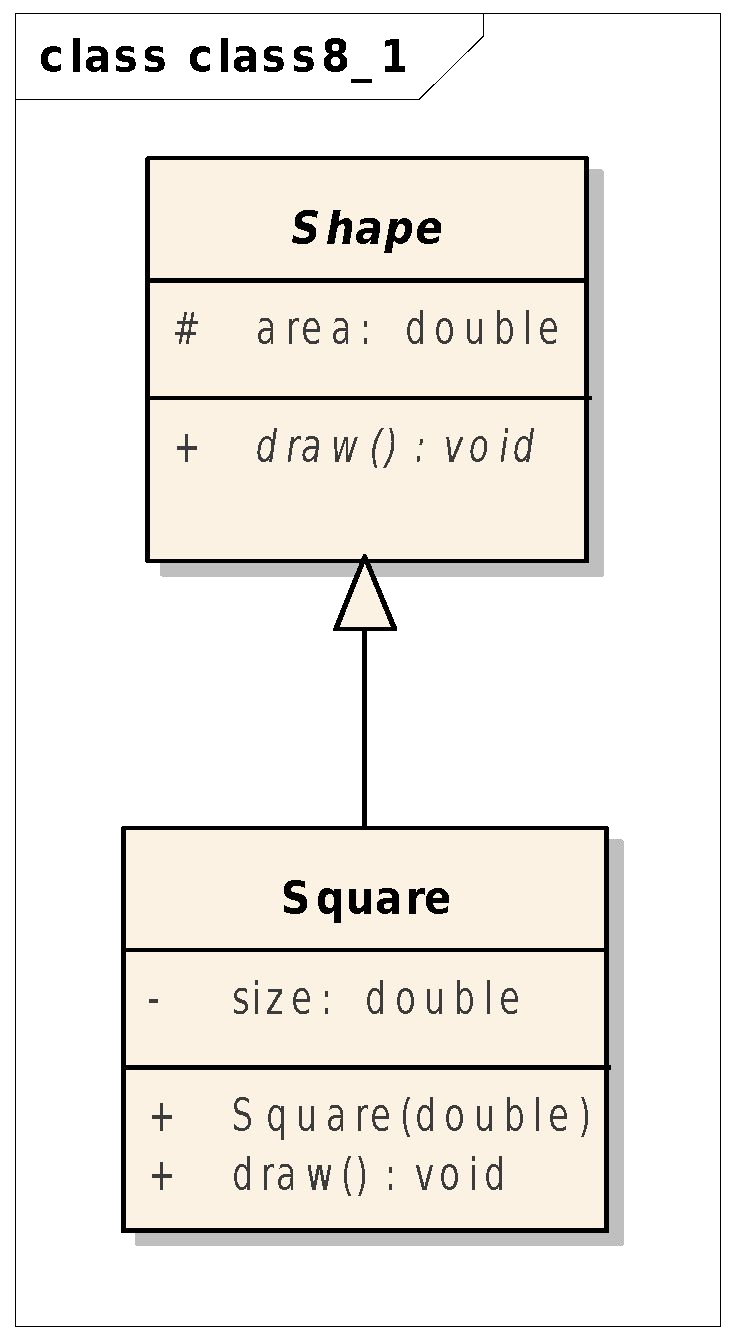 class class8_1
Shape
# area: double
+ draw() : void
Square
- size: double
+ Square(double)
+ draw() : void